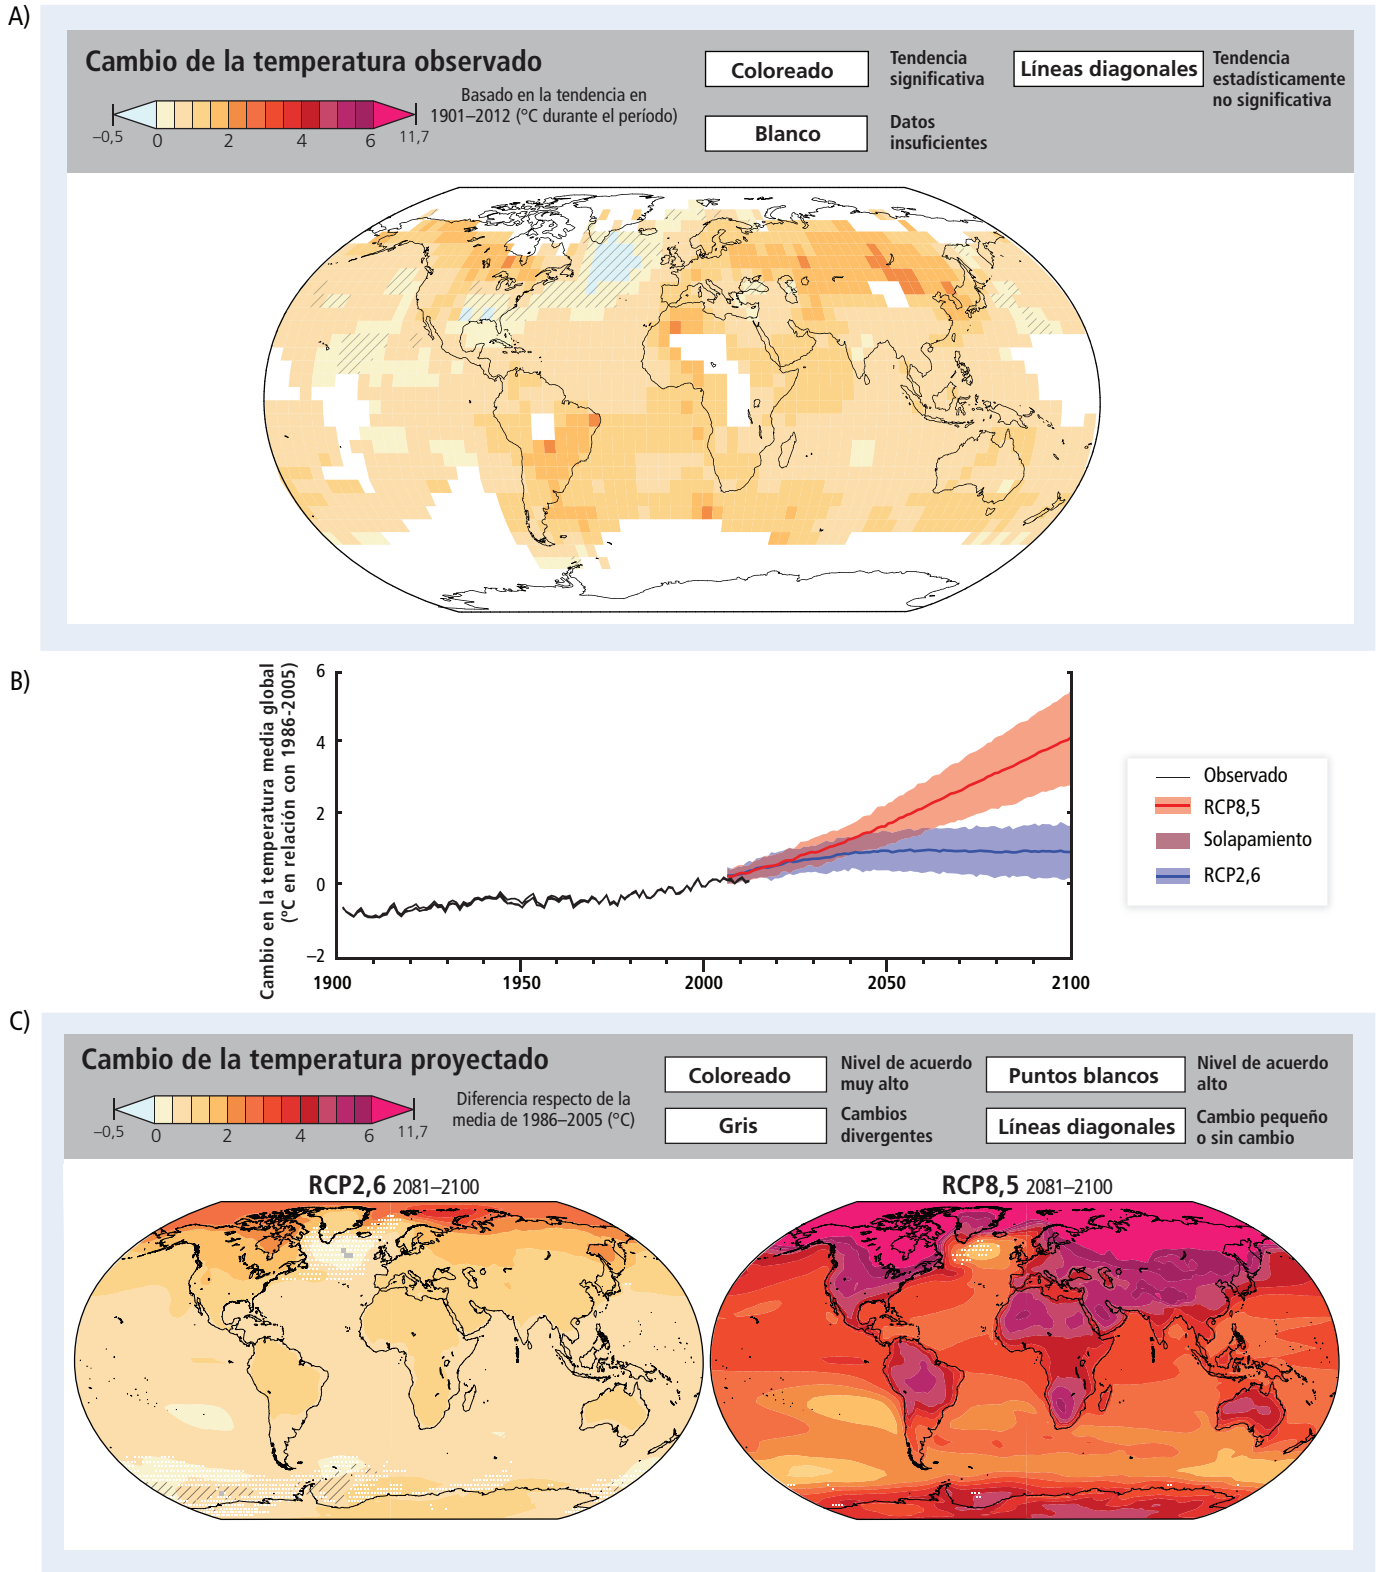 A)
Cambio de la temperatura observado
Basado en la tendencia en
1901–2012 (°C durante el período)
–0,5 0 2 4 6 11,7
Coloreado
Tendencia
significativa
Líneas diagonales
Tendencia
estadísticamente
no significativa
Blanco
Datos
insuficientes
B)
Cambio en la temperatura media global
(°C en relación con 1986-2005)
6
4
2
0
–2
1900 1950 2000 2050 2100
Observado
RCP8,5
Solapamiento
RCP2,6
C)
Cambio de la temperatura proyectado
Diferencia respecto de la
media de 1986–2005 (°C)
–0,5 0 2 4 6 11,7
Coloreado
Nivel de acuerdo
muy alto
Puntos blancos
Nivel de acuerdo
alto
Gris
Cambios
divergentes
Líneas diagonales
Cambio pequeño
o sin cambio
RCP2,6 2081–2100
RCP8,5 2081–2100